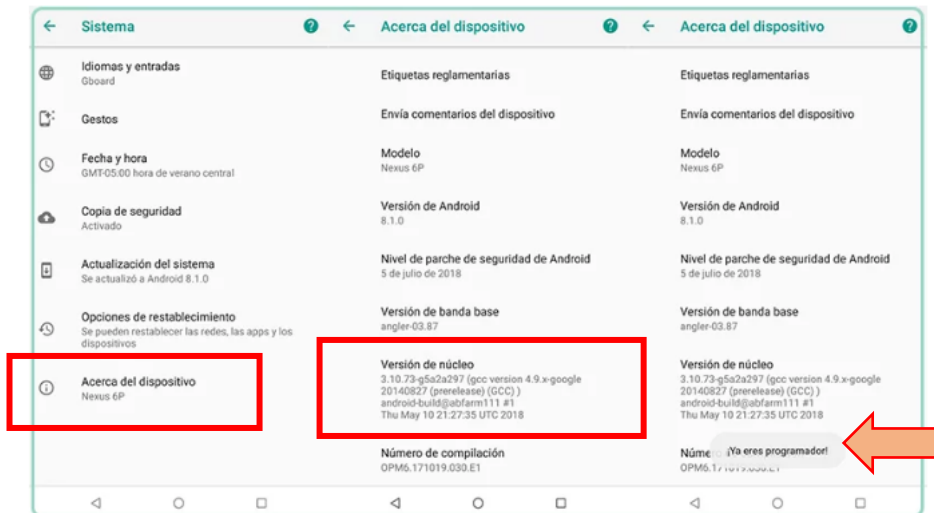 Sistema
Idiomas y entradas
Gboard
Gestos
Fecha y hora
GMT-05:00 hora de verano central
Copia de seguridad
Activado
Actualización del sistema
Se actualizó a Android 8.1.0
Opciones de restablecimiento
Se pueden restablecer las redes, las apps y los
dispositivos
Acerca del dispositivo
Nexus 6P
Acerca del dispositivo
Etiquetas reglamentarias
Envía comentarios del dispositivo
Modelo
Nexus 6P
Versión de Android
8.1.0
Nivel de parche de seguridad de Android
5 de julio de 2018
Versión de banda base
angler-03.87
Versión de núcleo
3.10.73-g5a2a297 (gcc version 4.9.x-google
20140827 (prerelease) (GCC) )
android-build@abfarm111 #1
Thu May 10 21:27:35 UTC 2018
Número de compilación
OPM6.171019.030.E1
Acerca del dispositivo
Etiquetas reglamentarias
Envía comentarios del dispositivo
Modelo
Nexus 6P
Versión de Android
8.1.0
Nivel de parche de seguridad de Android
5 de julio de 2018
Versión de banda base
angler-03.87
Versión de núcleo
3.10.73-g5a2a297 (gcc version 4.9.x-google
20140827 (prerelease) (GCC) )
android-build@abfarm111 #1
Thu May 10 21:27:35 UTC 2018
¡Ya eres programador!